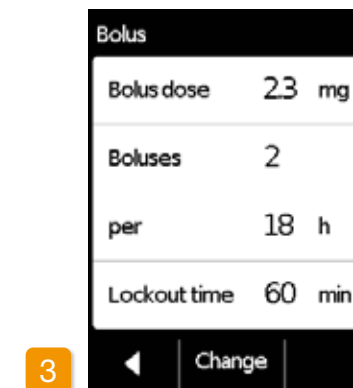 Bolus
Bolus dose 2.3 mg
Boluses 2
per 18 h
Lockout time 60 min
3
Change